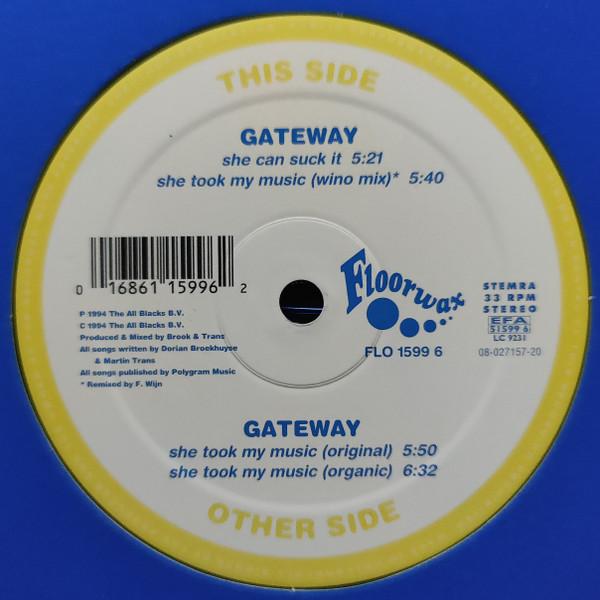 THIS SIDE
GATEWAY
she can suck it 5:21
she took my music (wino mix)* 5:40
0 16861 15996 2
P 1994 The All Blacks B.V.
C 1994 The All Blacks B.V.
Produced & Mixed by Brook & Trans
All songs written by Dorian Broekhuyse
& Martin Trans
All songs published by Polygram Music
* Remixed by F. Wijn
Floorwax
FLO 1599 6
STEMRA
33 RPM
STEREO
EFA
51599 6
LC 9231
08-027157-20
GATEWAY
she took my music (original) 5:50
she took my music (organic) 6:32
OTHER SIDE